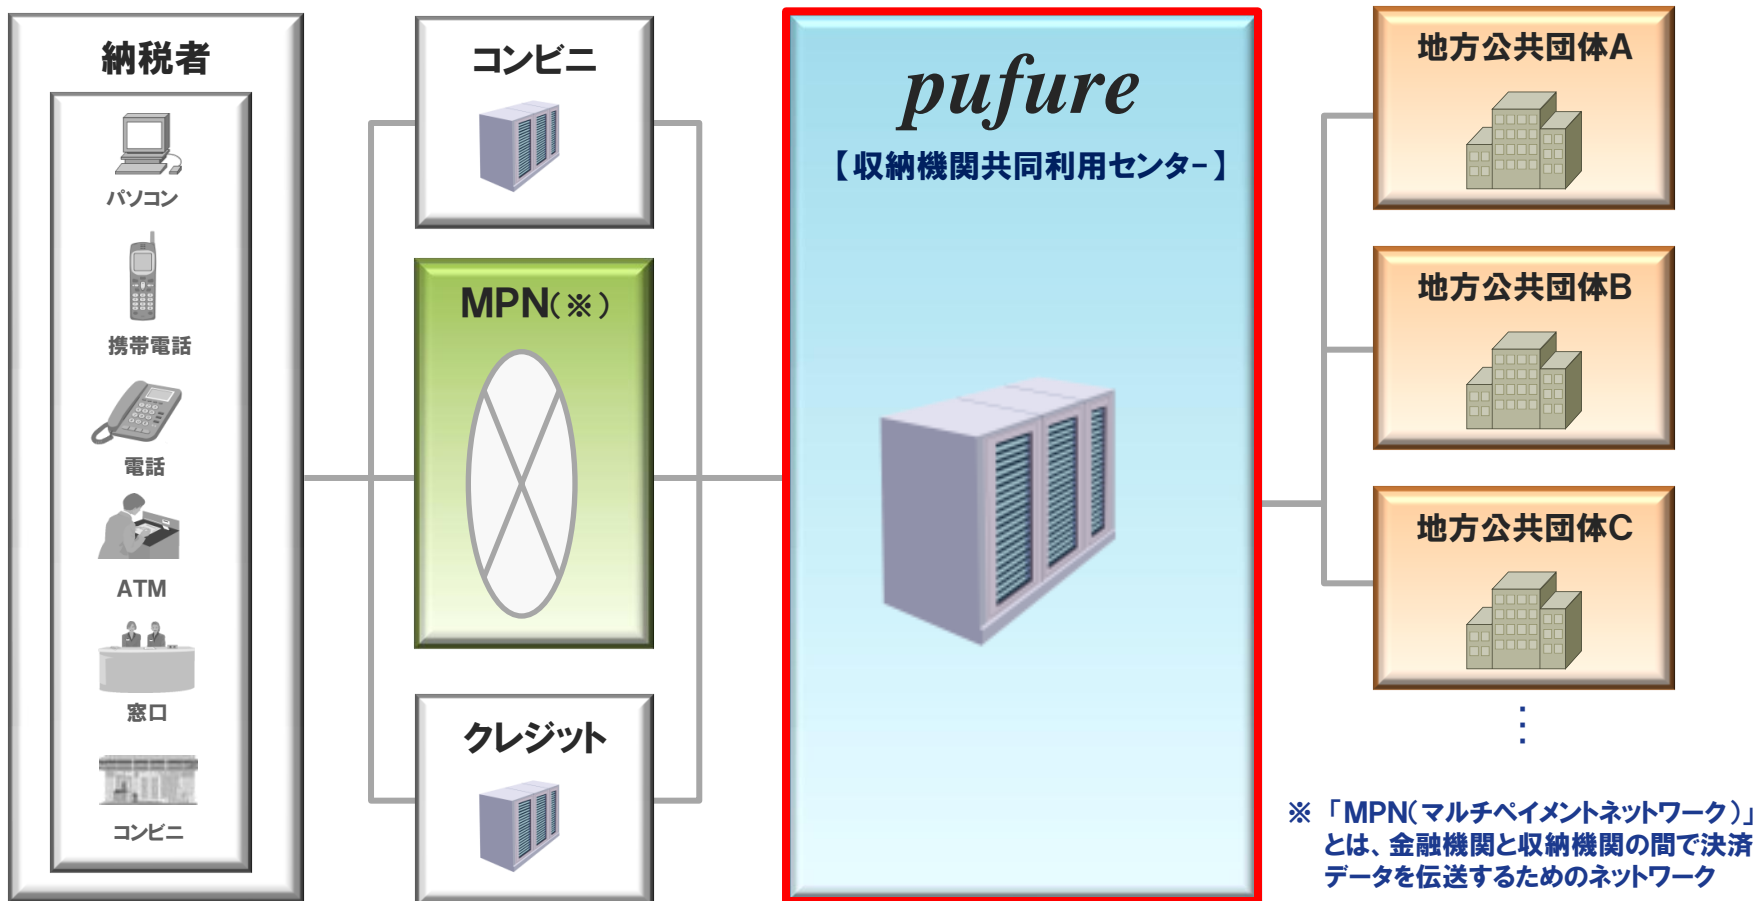 納税者
パソコン
携帯電話
電話
ATM
窓口
コンビニ
コンビニ
MPN(※)
クレジット
pufure
【収納機関共同利用センター】
地方公共団体A
地方公共団体B
地方公共団体C
⋮
※「MPN(マルチペイメントネットワーク)」
とは、金融機関と収納機関の間で決済
データを伝送するためのネットワーク